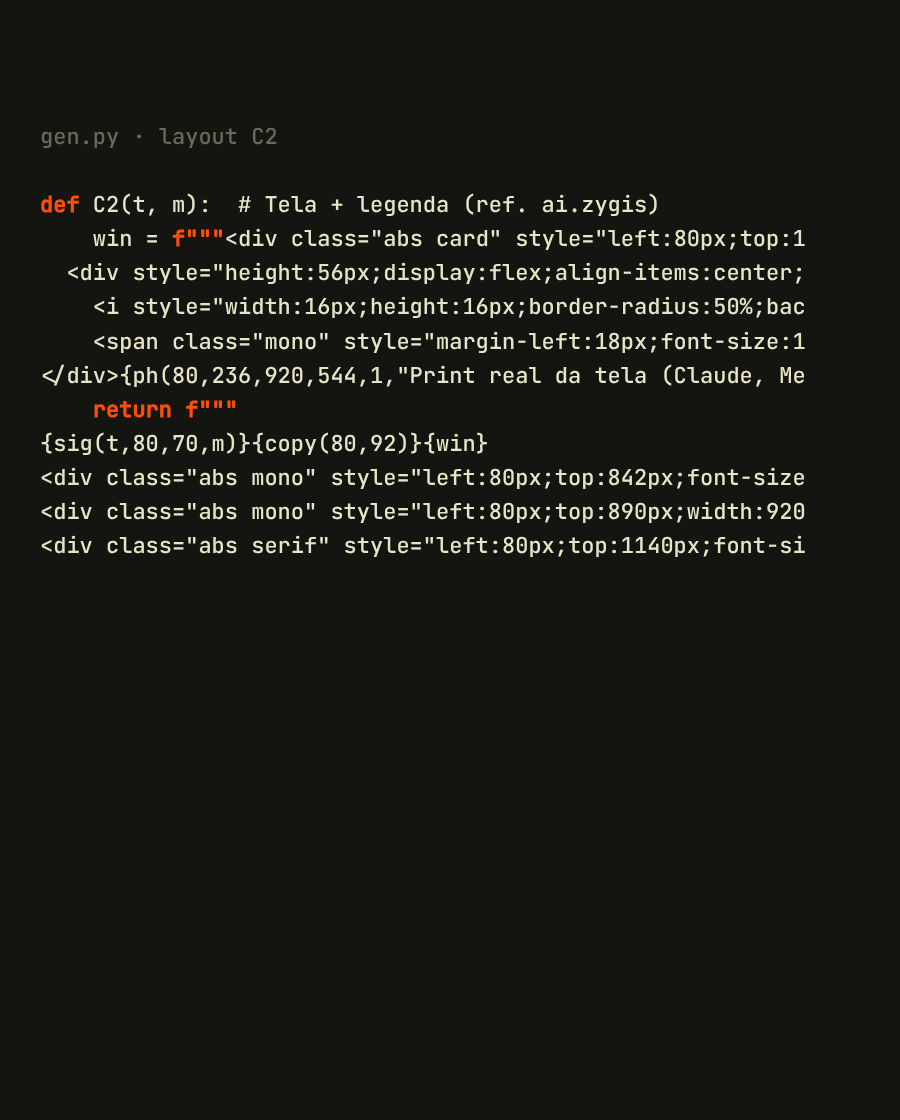 gen.py · layout C2
def C2(t, m):  # Tela + legenda (ref. ai.zygis)
    win = f"""<div class="abs card" style="left:80px;top:1
  <div style="height:56px;display:flex;align-items:center;
    <i style="width:16px;height:16px;border-radius:50%;bac
    <span class="mono" style="margin-left:18px;font-size:1
</div>{ph(80,236,920,544,1,"Print real da tela (Claude, Me
    return f"""
{sig(t,80,70,m)}{copy(80,92)}{win}
<div class="abs mono" style="left:80px;top:842px;font-size
<div class="abs mono" style="left:80px;top:890px;width:920
<div class="abs serif" style="left:80px;top:1140px;font-si